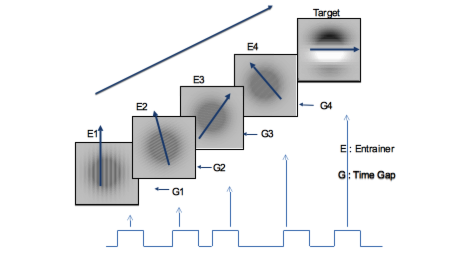 Target
E4
E3
E2
E1
G4
G3
G2
G1
E : Entrainer
G : Time Gap